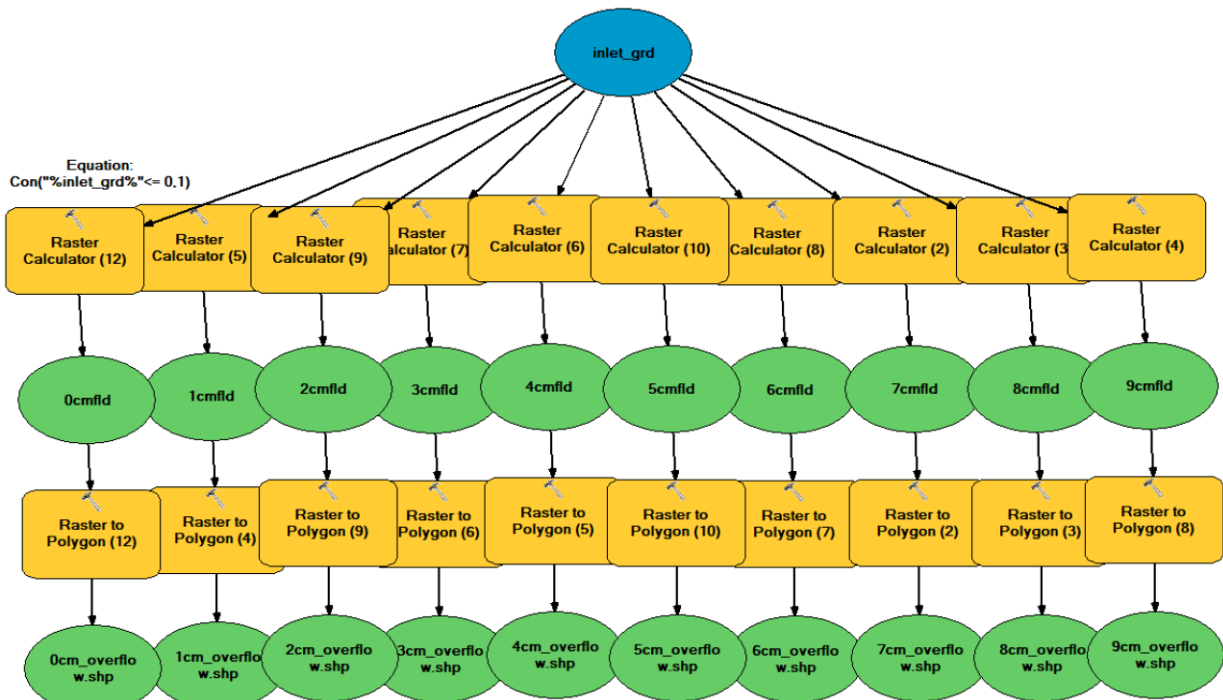 inlet_grd
Equation:
Con("%inlet_grd%"<= 0,1)
Raster
Calculator (12)
Raster
Calculator (5)
Raster
Calculator (9)
Raster
alculator (7)
Raster
Calculator (6)
Raster
Calculator (10)
Raster
Calculator (8)
Raster
Calculator (2)
Raster
Calculator (3
Raster
Calculator (4)
0cmfld
1cmfld
2cmfld
3cmfld
4cmfld
5cmfld
6cmfld
7cmfld
8cmfld
9cmfld
Raster to
Polygon (12)
Raster to
Polygon (4)
Raster to
Polygon (9)
Raster to
Polygon (6)
Raster to
Polygon (5)
Raster to
Polygon (10)
Raster to
Polygon (7)
Raster to
Polygon (2)
Raster to
Polygon (3)
Raster to
Polygon (8)
0cm_overflo
w.shp
1cm_overflo
w.shp
2cm_overflo
w.shp
3cm_overflo
w.shp
4cm_overflo
w.shp
5cm_overflo
w.shp
6cm_overflo
w.shp
7cm_overflo
w.shp
8cm_overflo
w.shp
9cm_overflo
w.shp